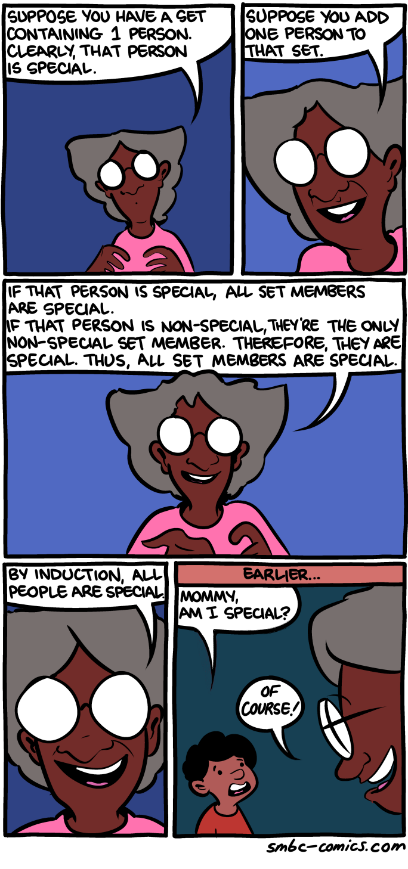 SUPPOSE YOU HAVE A SET
CONTAINING 1 PERSON.
CLEARLY, THAT PERSON
IS SPECIAL.
SUPPOSE YOU ADD
ONE PERSON TO
THAT SET.
IF THAT PERSON IS SPECIAL, ALL SET MEMBERS
ARE SPECIAL.
IF THAT PERSON IS NON-SPECIAL, THEY'RE THE ONLY
NON-SPECIAL SET MEMBER. THEREFORE, THEY ARE
SPECIAL. THUS, ALL SET MEMBERS ARE SPECIAL.
BY INDUCTION, ALL
PEOPLE ARE SPECIAL.
EARLIER...
MOMMY,
AM I SPECIAL?
OF
COURSE!
smbc-comics.com